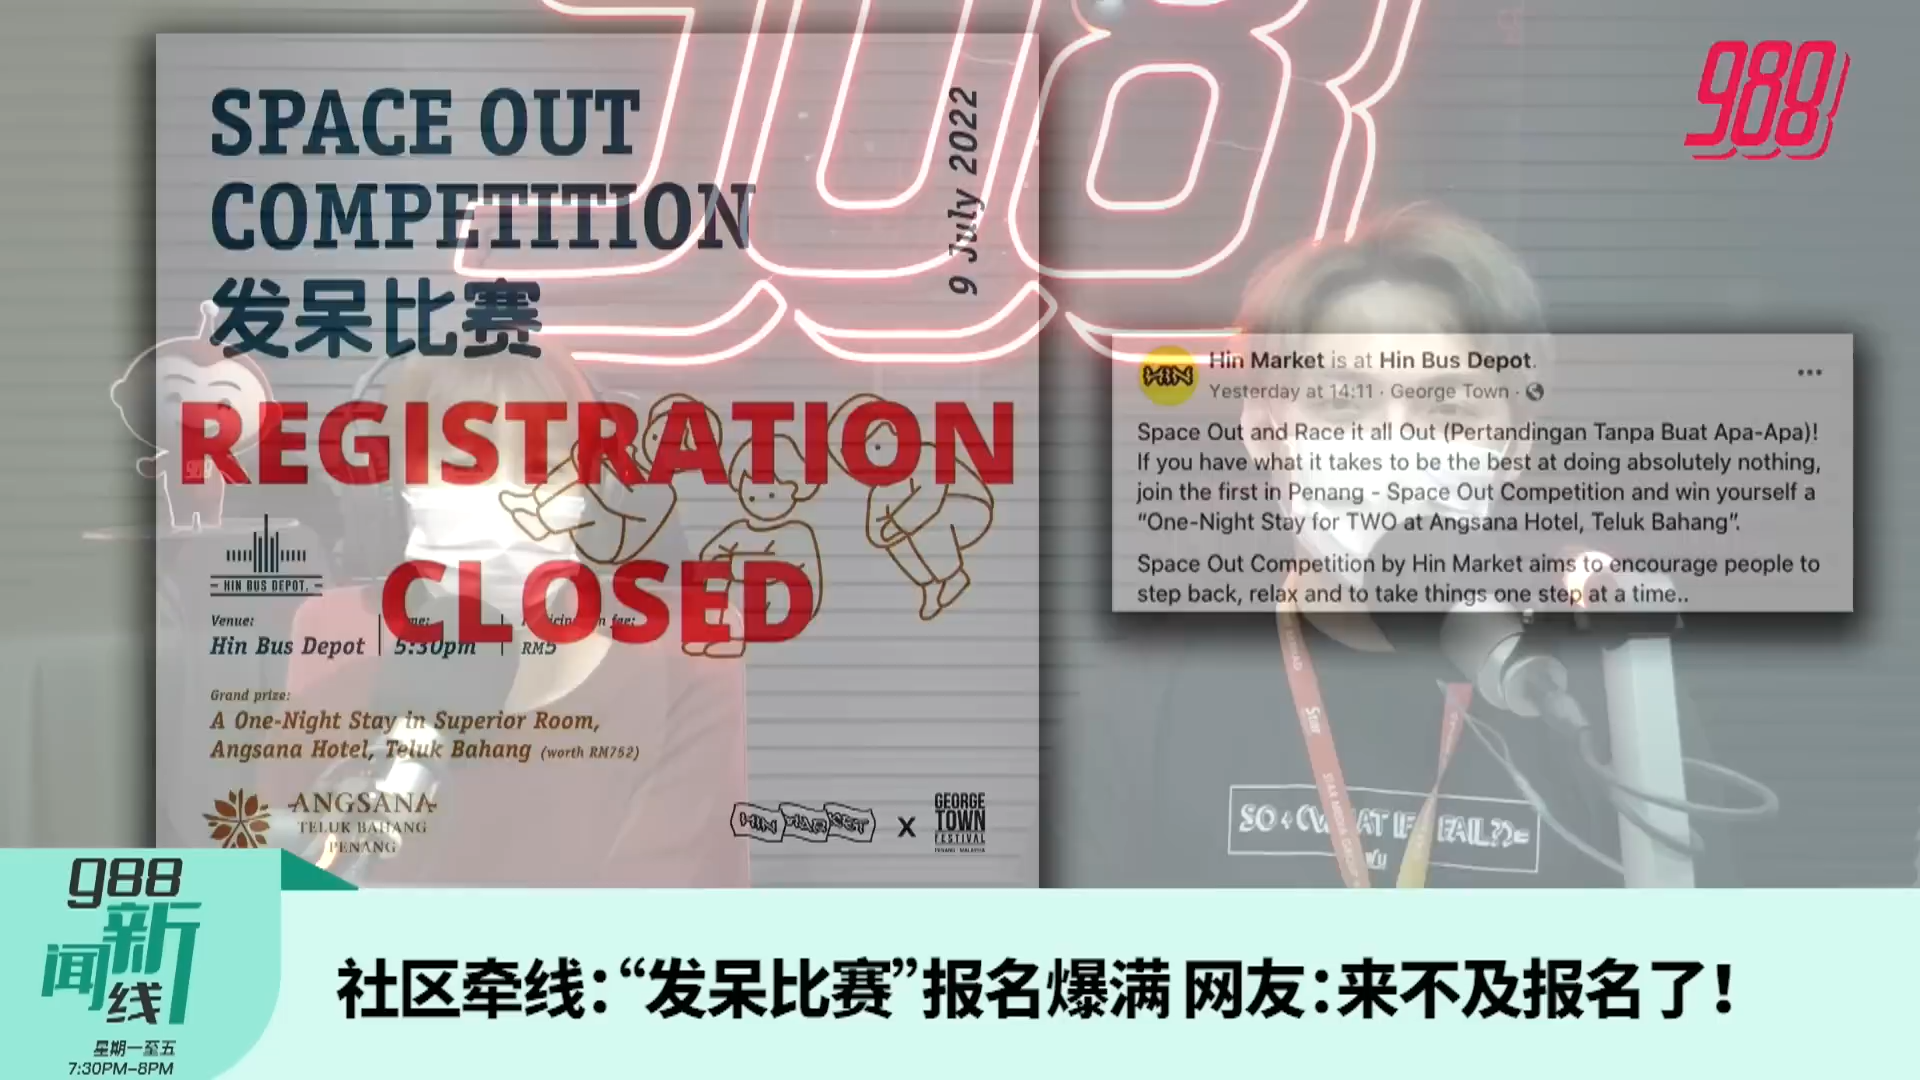 988
SPACE OUT
COMPETITION
发呆比赛
9 July 2022
REGISTRATION
CLOSED
HIN BUS DEPOT.
Venue:
Hin Bus Depot
5:30pm
RM5
Grand prize:
A One-Night Stay in Superior Room,
Angsana Hotel, Teluk Bahang (worth RM752)
ANGSANA
TELUK BAHANG
PENANG
HIN MARKET X GEORGE
TOWN
FESTIVAL
988
HIN
Hin Market is at Hin Bus Depot.
Yesterday at 14:11 · George Town ·
Space Out and Race it all Out (Pertandingan Tanpa Buat Apa-Apa)!
If you have what it takes to be the best at doing absolutely nothing,
join the first in Penang - Space Out Competition and win yourself a
"One-Night Stay for TWO at Angsana Hotel, Teluk Bahang".
Space Out Competition by Hin Market aims to encourage people to
step back, relax and to take things one step at a time..
988
新闻线
星期一至五
7:30PM-8PM
社区牵线：“发呆比赛”报名爆满 网友：来不及报名了！